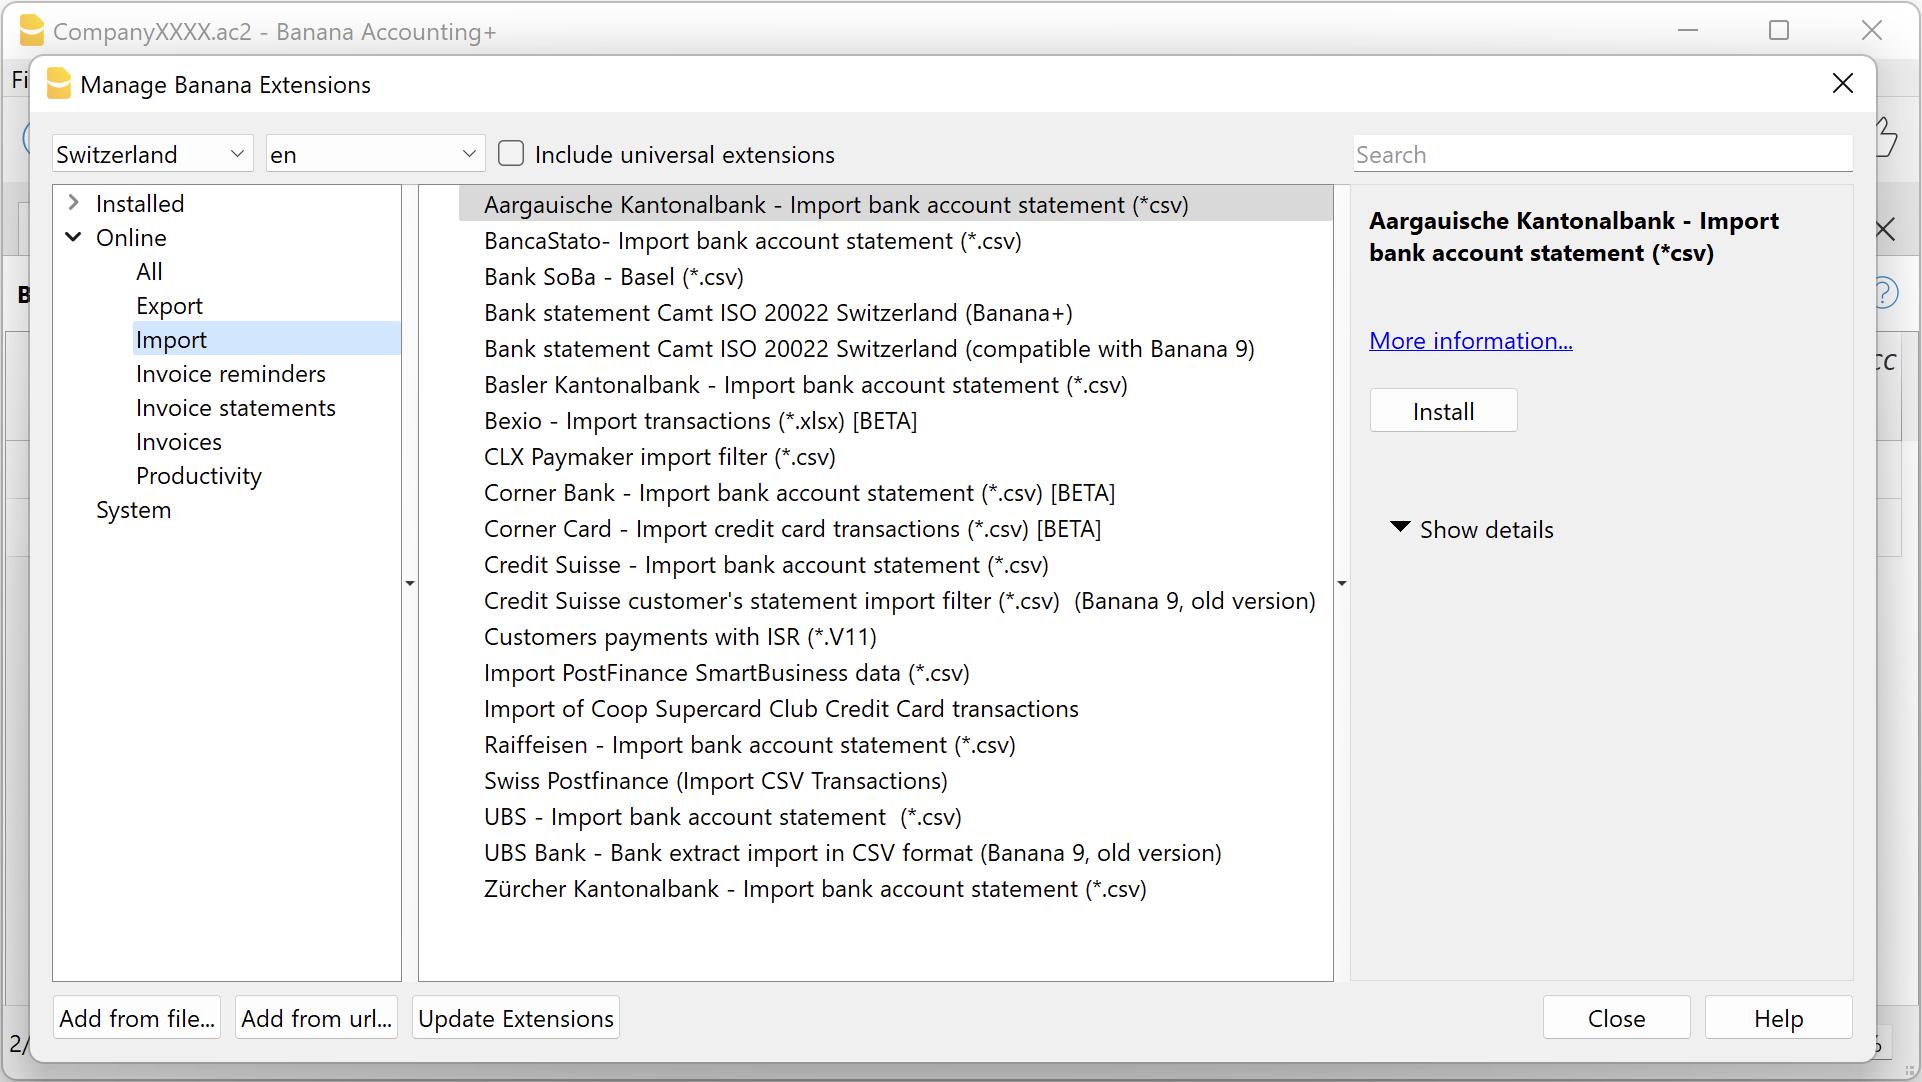 CompanyXXXX.ac2 - Banana Accounting+
Manage Banana Extensions
Switzerland
en
Include universal extensions
Search
Installed
Online
All
Export
Import
Invoice reminders
Invoice statements
Invoices
Productivity
System
Aargauische Kantonalbank - Import bank account statement (*csv)
BancaStato- Import bank account statement (*.csv)
Bank SoBa - Basel (*.csv)
Bank statement Camt ISO 20022 Switzerland (Banana+)
Bank statement Camt ISO 20022 Switzerland (compatible with Banana 9)
Basler Kantonalbank - Import bank account statement (*.csv)
Bexio - Import transactions (*.xlsx) [BETA]
CLX Paymaker import filter (*.csv)
Corner Bank - Import bank account statement (*.csv) [BETA]
Corner Card - Import credit card transactions (*.csv) [BETA]
Credit Suisse - Import bank account statement (*.csv)
Credit Suisse customer's statement import filter (*.csv)  (Banana 9, old version)
Customers payments with ISR (*.V11)
Import PostFinance SmartBusiness data (*.csv)
Import of Coop Supercard Club Credit Card transactions
Raiffeisen - Import bank account statement (*.csv)
Swiss Postfinance (Import CSV Transactions)
UBS - Import bank account statement  (*.csv)
UBS Bank - Bank extract import in CSV format (Banana 9, old version)
Zürcher Kantonalbank - Import bank account statement (*.csv)
Aargauische Kantonalbank - Import
bank account statement (*csv)
More information...
Install
Show details
Add from file...
Add from url...
Update Extensions
Close
Help